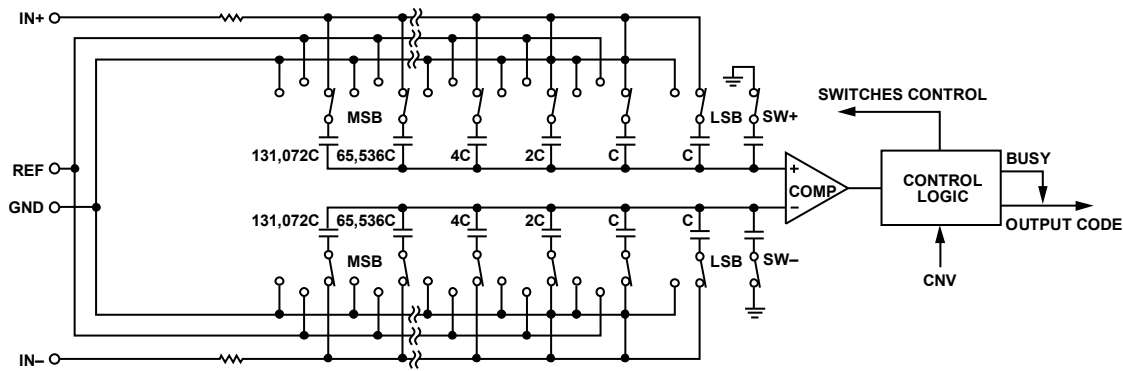 IN+
SWITCHES CONTROL
MSB
LSB
SW+
131,072C
65,536C
4C
2C
C
C
BUSY
REF
+
COMP
−
CONTROL
LOGIC
GND
OUTPUT CODE
131,072C
65,536C
4C
2C
C
C
MSB
LSB
SW−
CNV
IN−